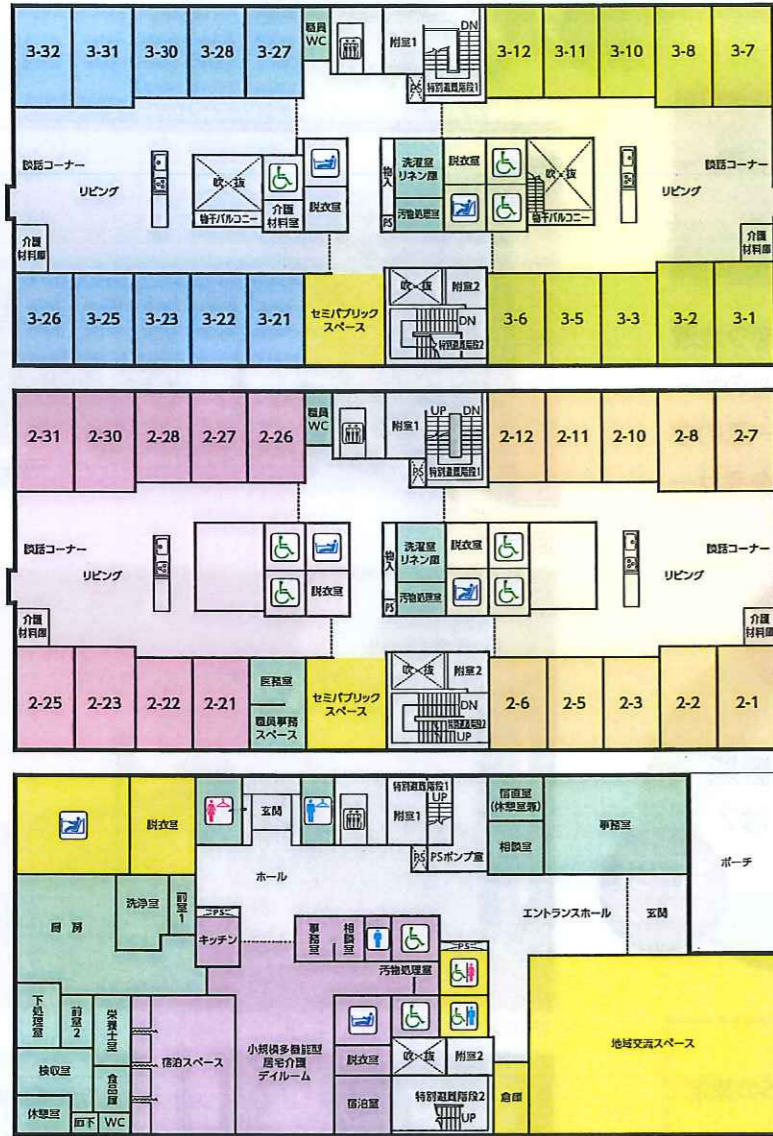 3-32 3-31 3-30 3-28 3-27 職員 附室1 DN 3-12 3-11 3-10 3-8 3-7
WC
PS 特別避難階段1
談話コーナー リビング 吹・抜 物入 洗濯室 脱衣室 吹・抜 リビング 談話コーナー
リネン庫
物干バルコニー 介護 脱衣室 PS 汚物処理室 物干バルコニー
材料室
介護 介護
材料庫 材料庫
吹・抜 附室2
3-26 3-25 3-23 3-22 3-21 セミパブリック DN 3-6 3-5 3-3 3-2 3-1
スペース
特別避難階段2
2-31 2-30 2-28 2-27 2-26 職員 附室1 UP DN 2-12 2-11 2-10 2-8 2-7
WC
PS 特別避難階段1
談話コーナー リビング 物入 洗濯室 脱衣室 リビング 談話コーナー
リネン庫
脱衣室 PS 汚物処理室
介護 介護
材料庫 材料庫
吹・抜 附室2
2-25 2-23 2-22 2-21 医務室 セミパブリック DN 2-6 2-5 2-3 2-2 2-1
職員事務 スペース 特別避難階段2
スペース UP
脱衣室 玄関 特別避難階段1 宿直室 事務室 ポーチ
UP (休憩室兼)
附室1 相談室
ホール PS PSポンプ室
厨房 洗浄室 前室1 PS エントランスホール 玄関
キッチン 事務室 相談室
汚物処理室 PS
下処理室 前室2 栄養士室 宿泊スペース 小規模多機能型 脱衣室 吹・抜 附室2 地域交流スペース
居宅介護
デイルーム
検収室 食品庫 宿泊室 特別避難階段2 倉庫
休憩室 廊下 WC UP